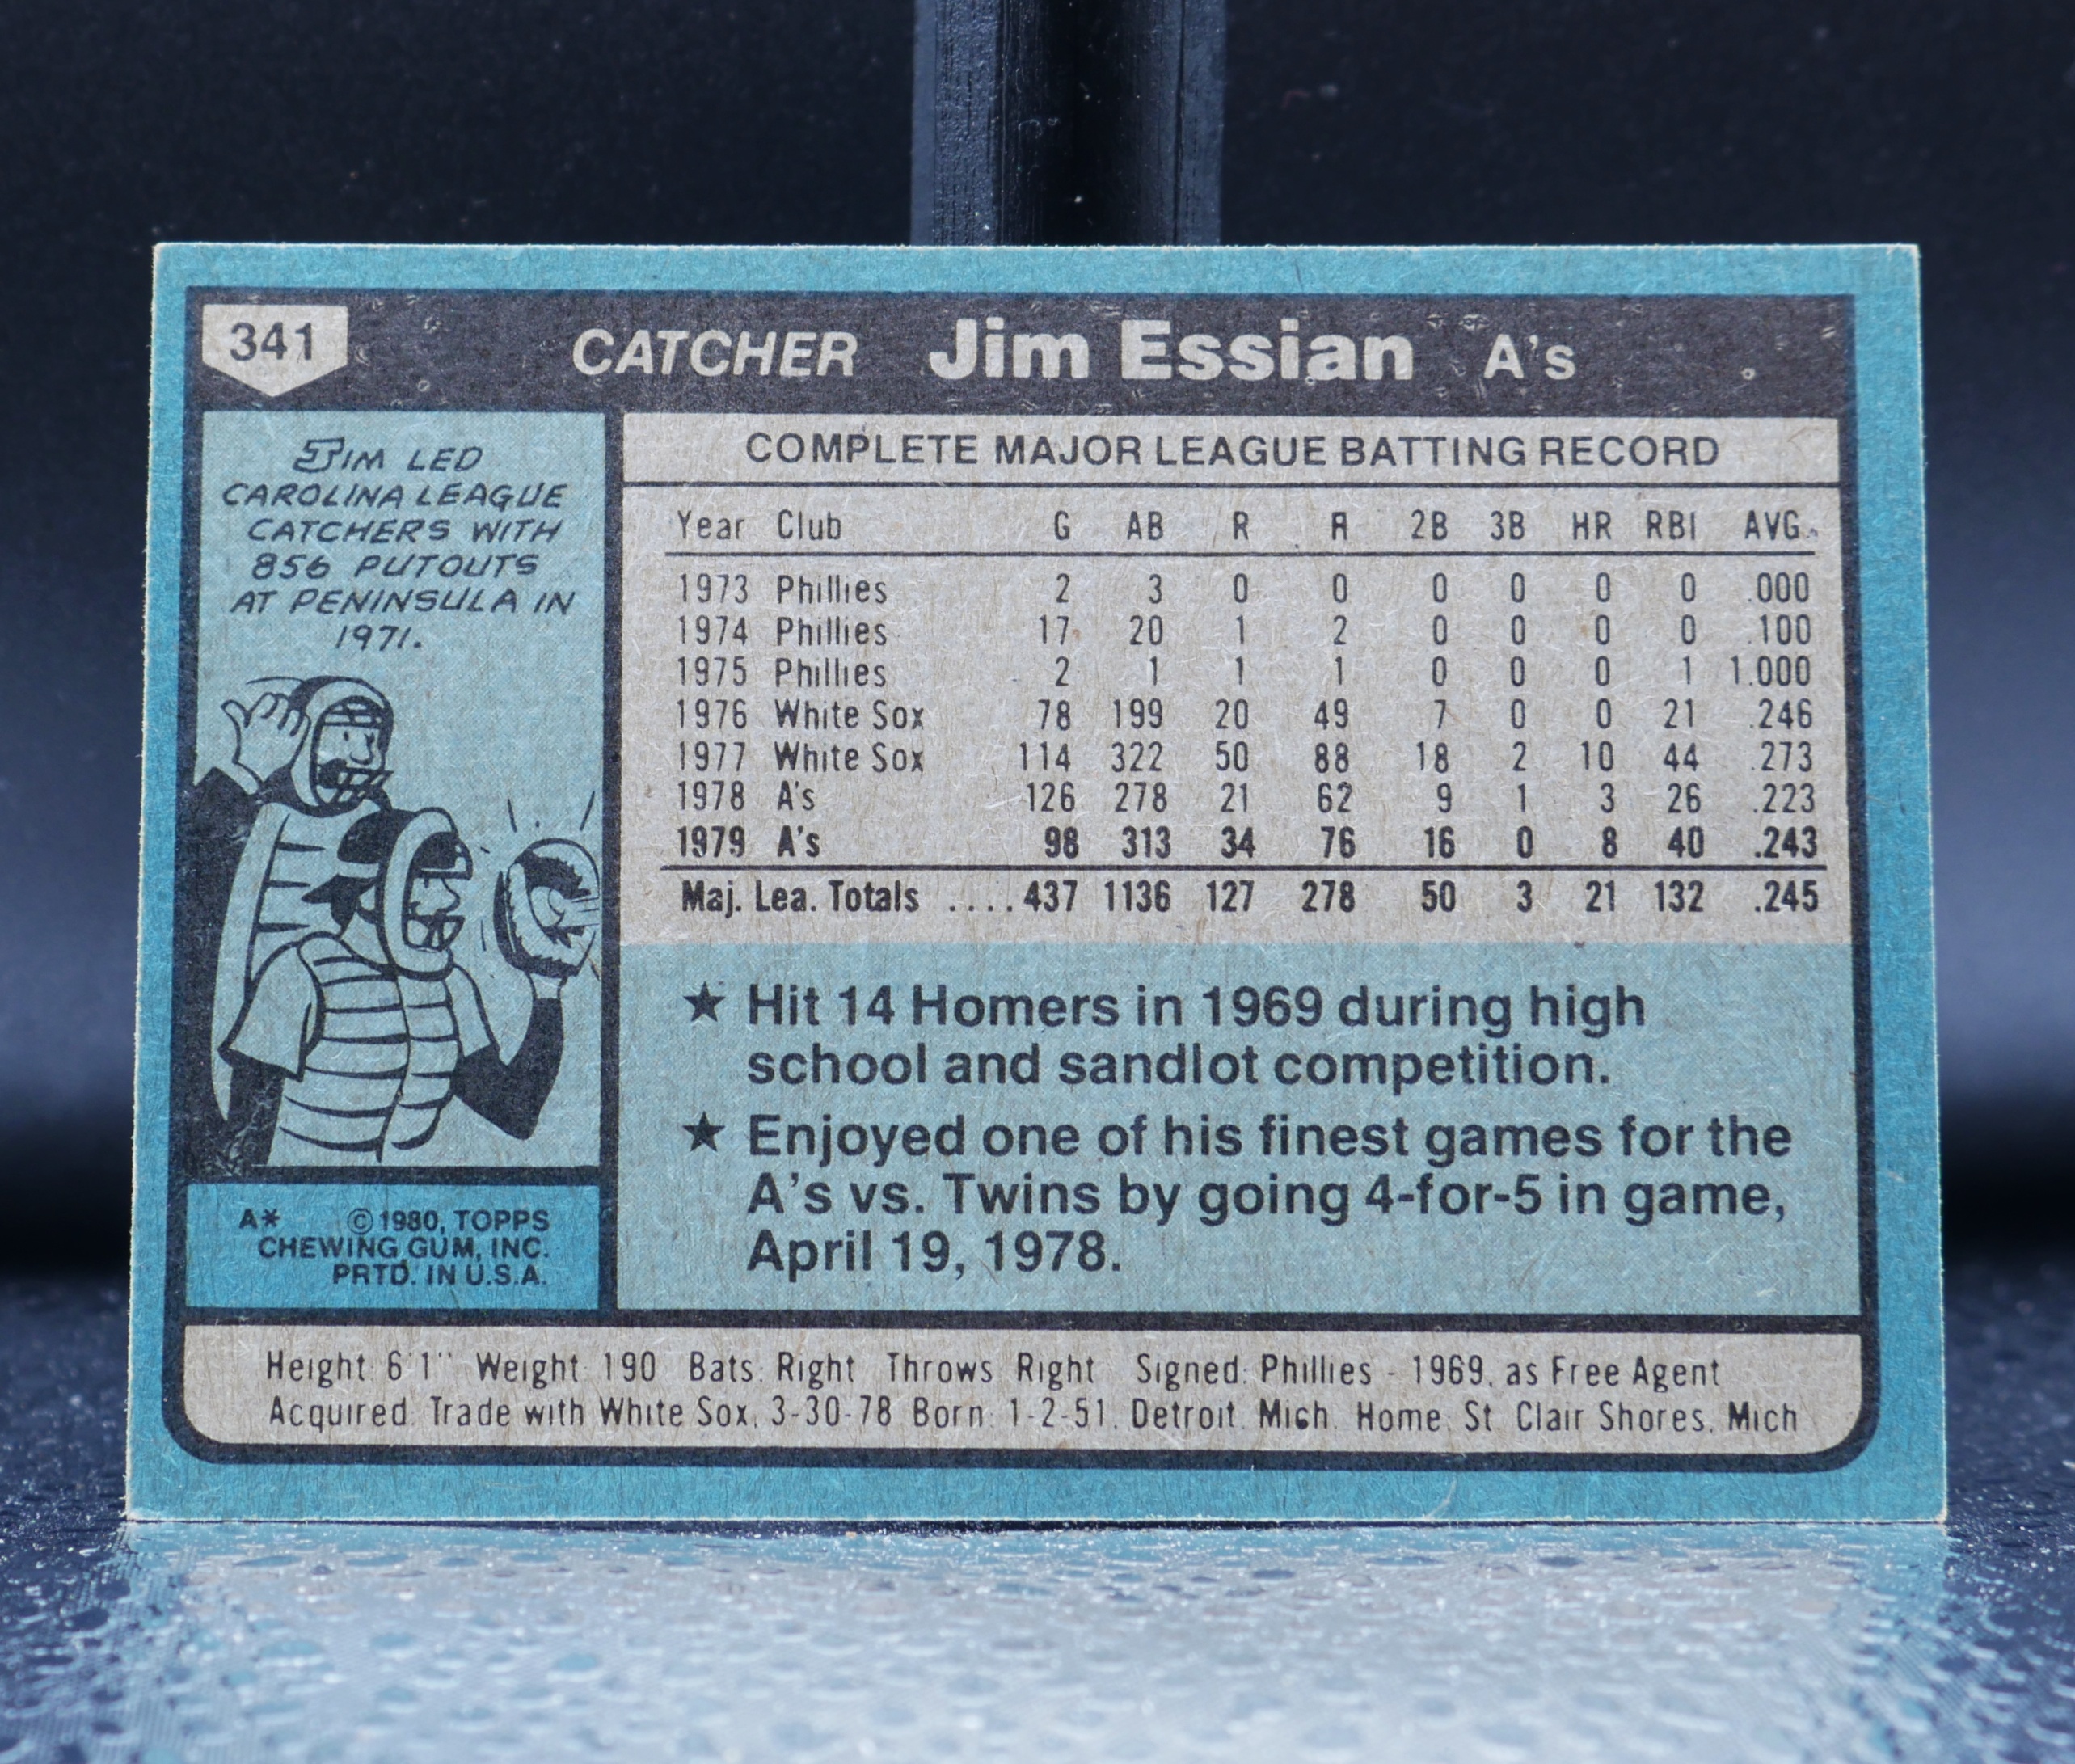 341 CATCHER Jim Essian A's
JIM LED
CAROLINA LEAGUE
CATCHERS WITH
856 PUTOUTS
AT PENINSULA IN
1971.
A* © 1980, TOPPS
CHEWING GUM, INC.
PRTD. IN U.S.A.
COMPLETE MAJOR LEAGUE BATTING RECORD
Year Club G AB R H 2B 3B HR RBI AVG.
1973 Phillies 2 3 0 0 0 0 0 0 .000
1974 Phillies 17 20 1 2 0 0 0 0 .100
1975 Phillies 2 1 1 1 0 0 0 1 1.000
1976 White Sox 78 199 20 49 7 0 0 21 .246
1977 White Sox 114 322 50 88 18 2 10 44 .273
1978 A's 126 278 21 62 9 1 3 26 .223
1979 A's 98 313 34 76 16 0 8 40 .243
Maj. Lea. Totals .... 437 1136 127 278 50 3 21 132 .245
★ Hit 14 Homers in 1969 during high
school and sandlot competition.
★ Enjoyed one of his finest games for the
A's vs. Twins by going 4-for-5 in game,
April 19, 1978.
Height: 6'1" Weight: 190 Bats: Right Throws: Right Signed: Phillies - 1969, as Free Agent
Acquired: Trade with White Sox, 3-30-78 Born: 1-2-51, Detroit, Mich. Home: St. Clair Shores, Mich